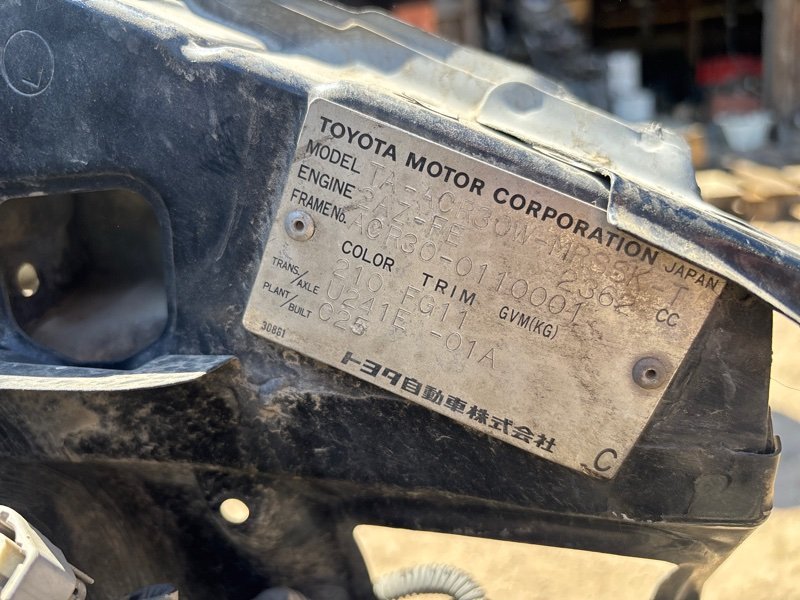 TOYOTA MOTOR CORPORATION JAPAN
MODEL TA-ACR30W-MRSSK-T
ENGINE 2AZ-FE 2362 CC
FRAME No. ACR30-0110001
COLOR TRIM GVM(KG)
210 FG11
TRANS./AXLE U241E -01A
PLANT/BUILT C25
30861
トヨタ自動車株式会社
C